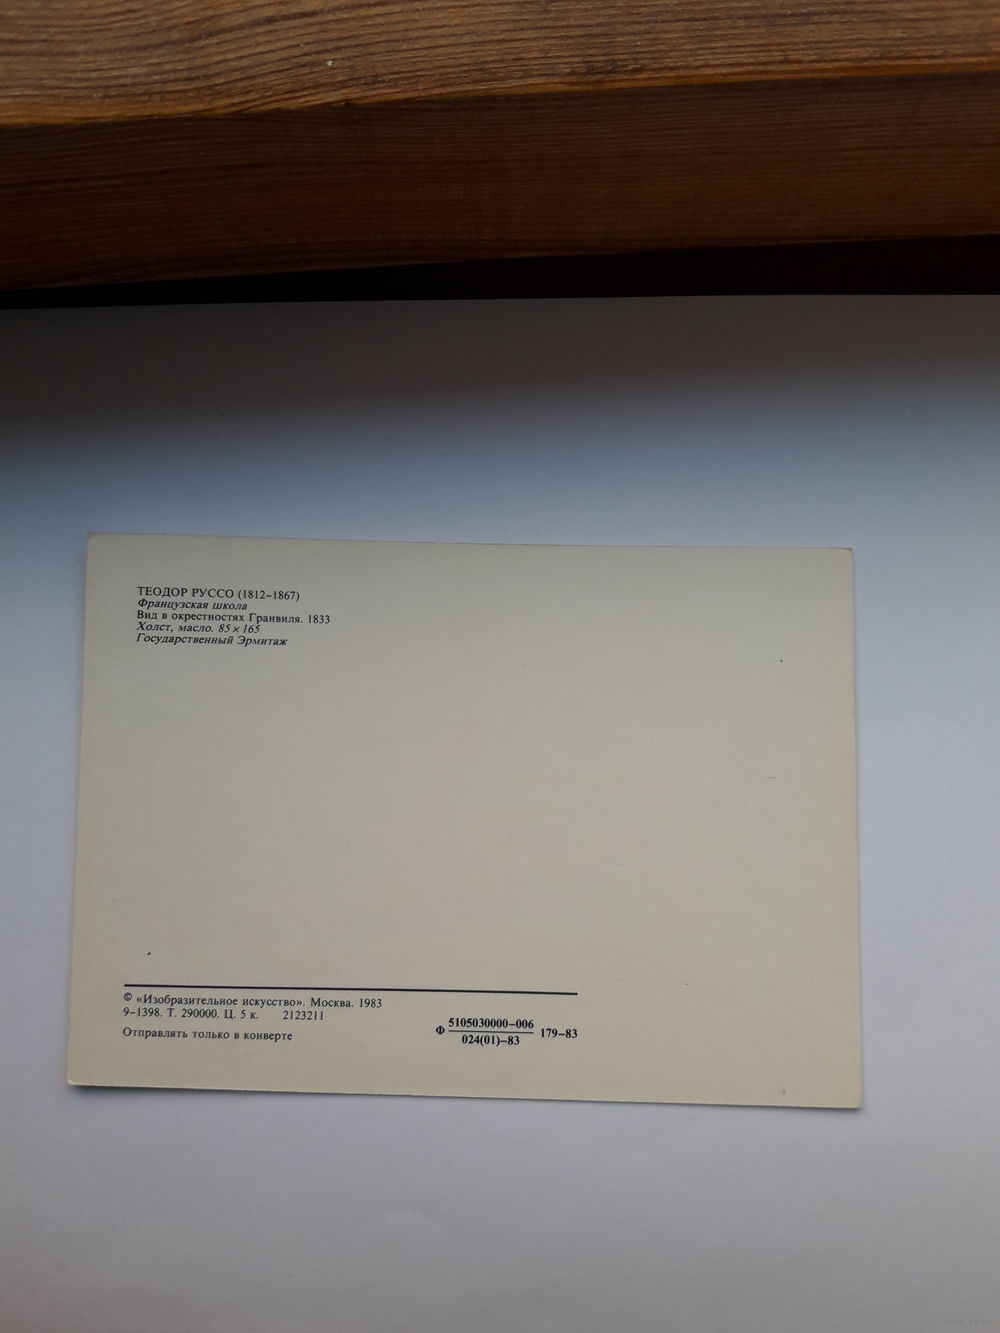 ТЕОДОР РУССО (1812–1867)
Французская школа
Вид в окрестностях Гранвиля. 1833
Холст, масло. 85 × 165
Государственный Эрмитаж
© «Изобразительное искусство». Москва. 1983
9–1398. Т. 290000. Ц. 5 к. 2123211
Отправлять только в конверте
Ф 5105030000–006 179–83
024(01)–83